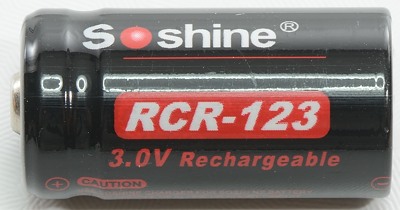 Soshine®
RCR-123
3.0V Rechargeable
+ CAUTION -